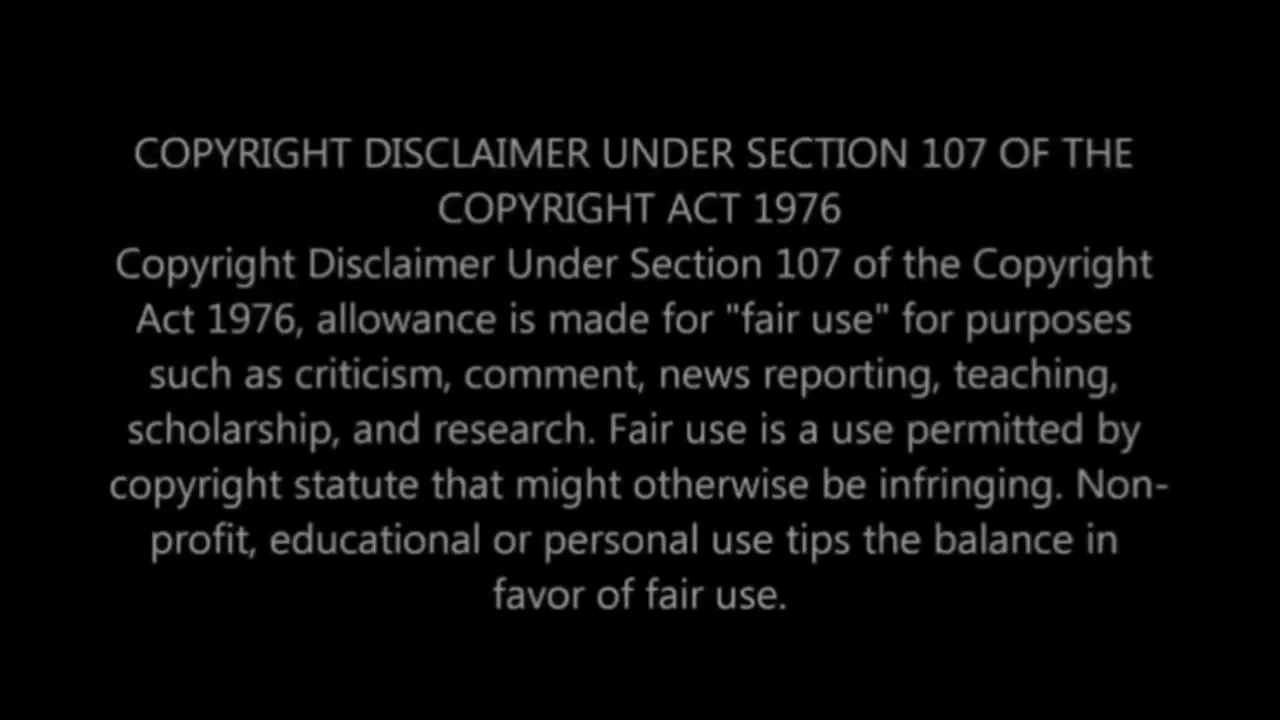 COPYRIGHT DISCLAIMER UNDER SECTION 107 OF THE
COPYRIGHT ACT 1976
Copyright Disclaimer Under Section 107 of the Copyright
Act 1976, allowance is made for "fair use" for purposes
such as criticism, comment, news reporting, teaching,
scholarship, and research. Fair use is a use permitted by
copyright statute that might otherwise be infringing. Non-
profit, educational or personal use tips the balance in
favor of fair use.